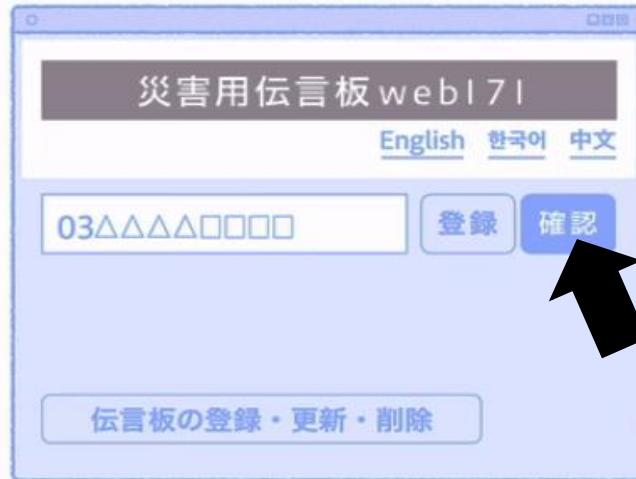 災害用伝言板web171
English 한국어 中文
03△△△△□□□□ 登録 確認
伝言板の登録・更新・削除